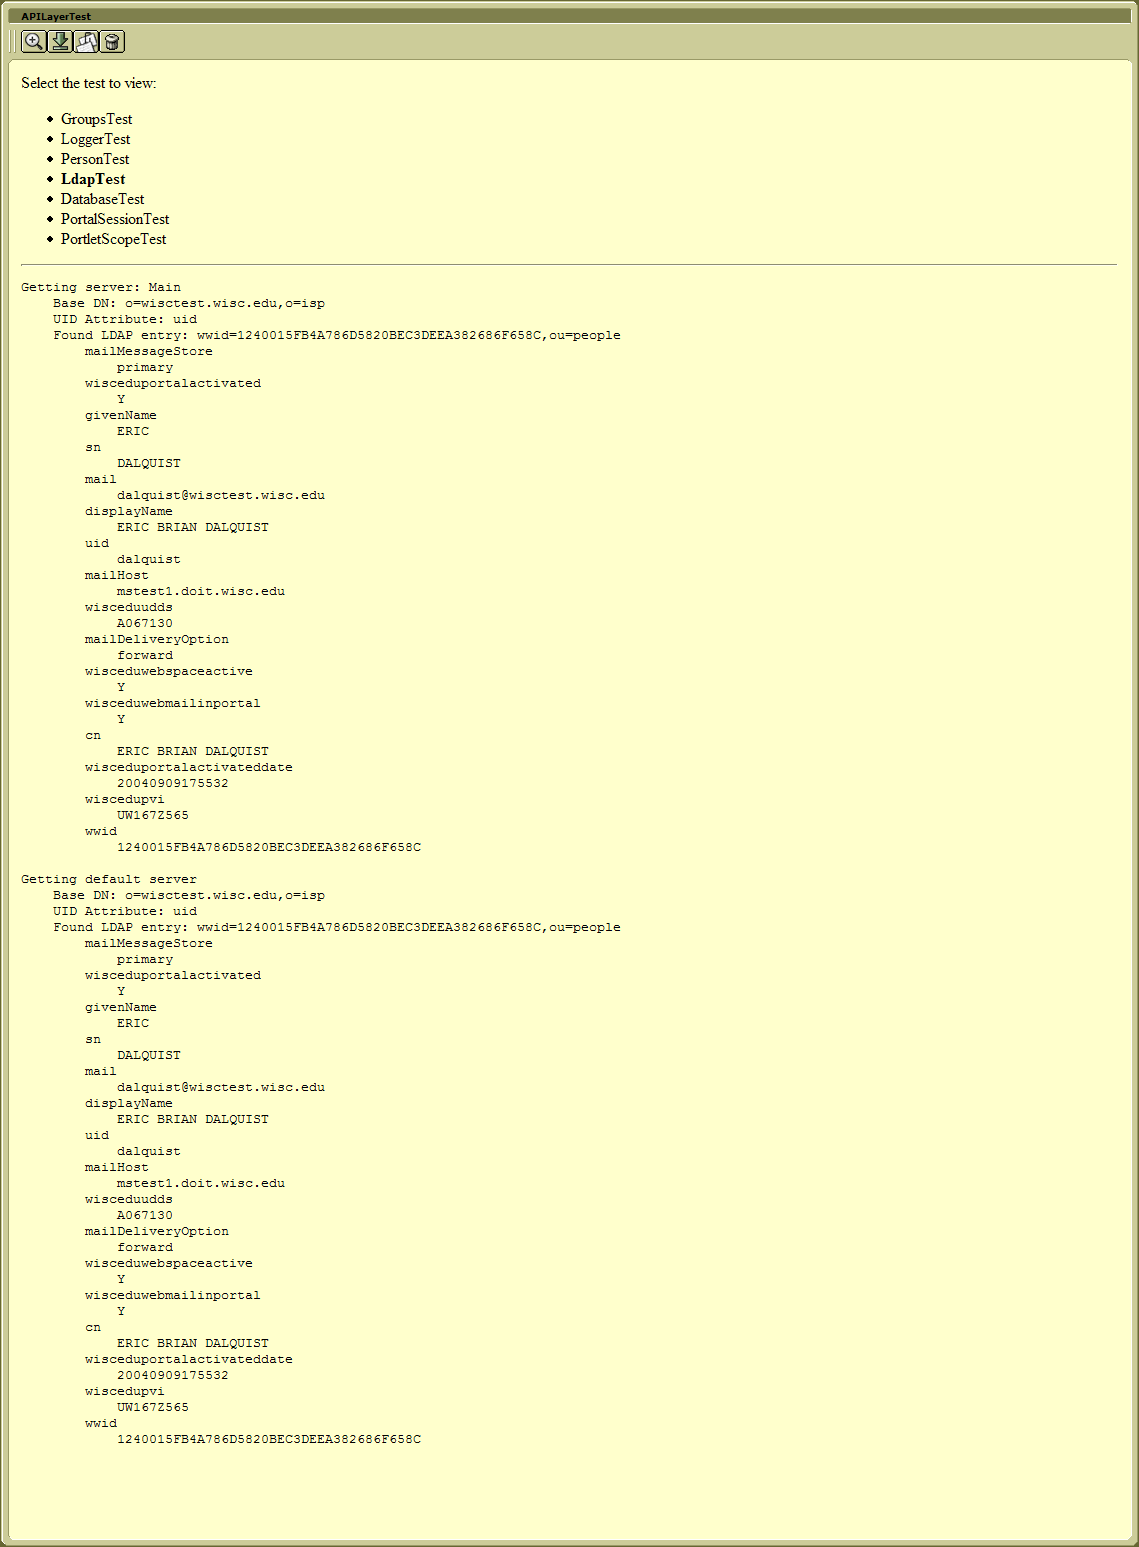 APILayerTest
Select the test to view:
GroupsTest
LoggerTest
PersonTest
LdapTest
DatabaseTest
PortalSessionTest
PortletScopeTest
Getting server: Main
Base DN: o=wisctest.wisc.edu,o=isp
UID Attribute: uid
Found LDAP entry: wwid=1240015FB4A786D5820BEC3DEEA382686F658C,ou=people
mailMessageStore
primary
wisceduportalactivated
Y
givenName
ERIC
sn
DALQUIST
mail
dalquist@wisctest.wisc.edu
displayName
ERIC BRIAN DALQUIST
uid
dalquist
mailHost
mstest1.doit.wisc.edu
wisceduudds
A067130
mailDeliveryOption
forward
wisceduwebspaceactive
Y
wisceduwebmailinportal
Y
cn
ERIC BRIAN DALQUIST
wisceduportalactivateddate
20040909175532
wiscedupvi
UW167Z565
wwid
1240015FB4A786D5820BEC3DEEA382686F658C
Getting default server
Base DN: o=wisctest.wisc.edu,o=isp
UID Attribute: uid
Found LDAP entry: wwid=1240015FB4A786D5820BEC3DEEA382686F658C,ou=people
mailMessageStore
primary
wisceduportalactivated
Y
givenName
ERIC
sn
DALQUIST
mail
dalquist@wisctest.wisc.edu
displayName
ERIC BRIAN DALQUIST
uid
dalquist
mailHost
mstest1.doit.wisc.edu
wisceduudds
A067130
mailDeliveryOption
forward
wisceduwebspaceactive
Y
wisceduwebmailinportal
Y
cn
ERIC BRIAN DALQUIST
wisceduportalactivateddate
20040909175532
wiscedupvi
UW167Z565
wwid
1240015FB4A786D5820BEC3DEEA382686F658C